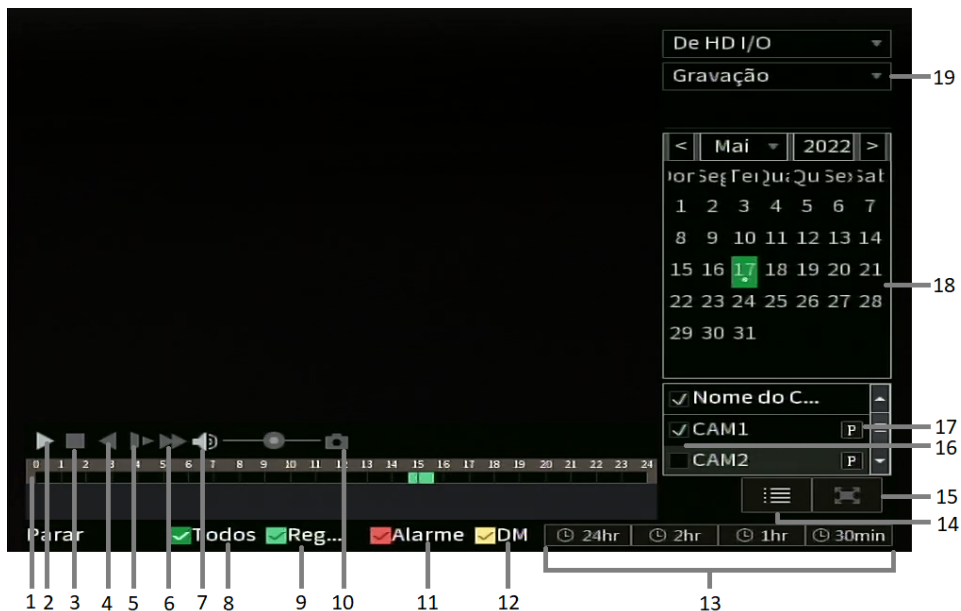 De HD I/O
Gravação
19
< Mai 2022 >
1 2 3 4 5 6 7
8 9 10 11 12 13 14
15 16 17 18 19 20 21
18
22 23 24 25 26 27 28
29 30 31
Nome do C...
CAM1 P
17
16
CAM2 P
0 1 2 3 4 5 6 7 8 9 10 11 12 13 14 15 16 17 18 19 20 21 22 23 24
15
14
Parar Todos Reg... Alarme DM 24hr 2hr 1hr 30min
1 2 3 4 5 6 7 8 9 10 11 12 13